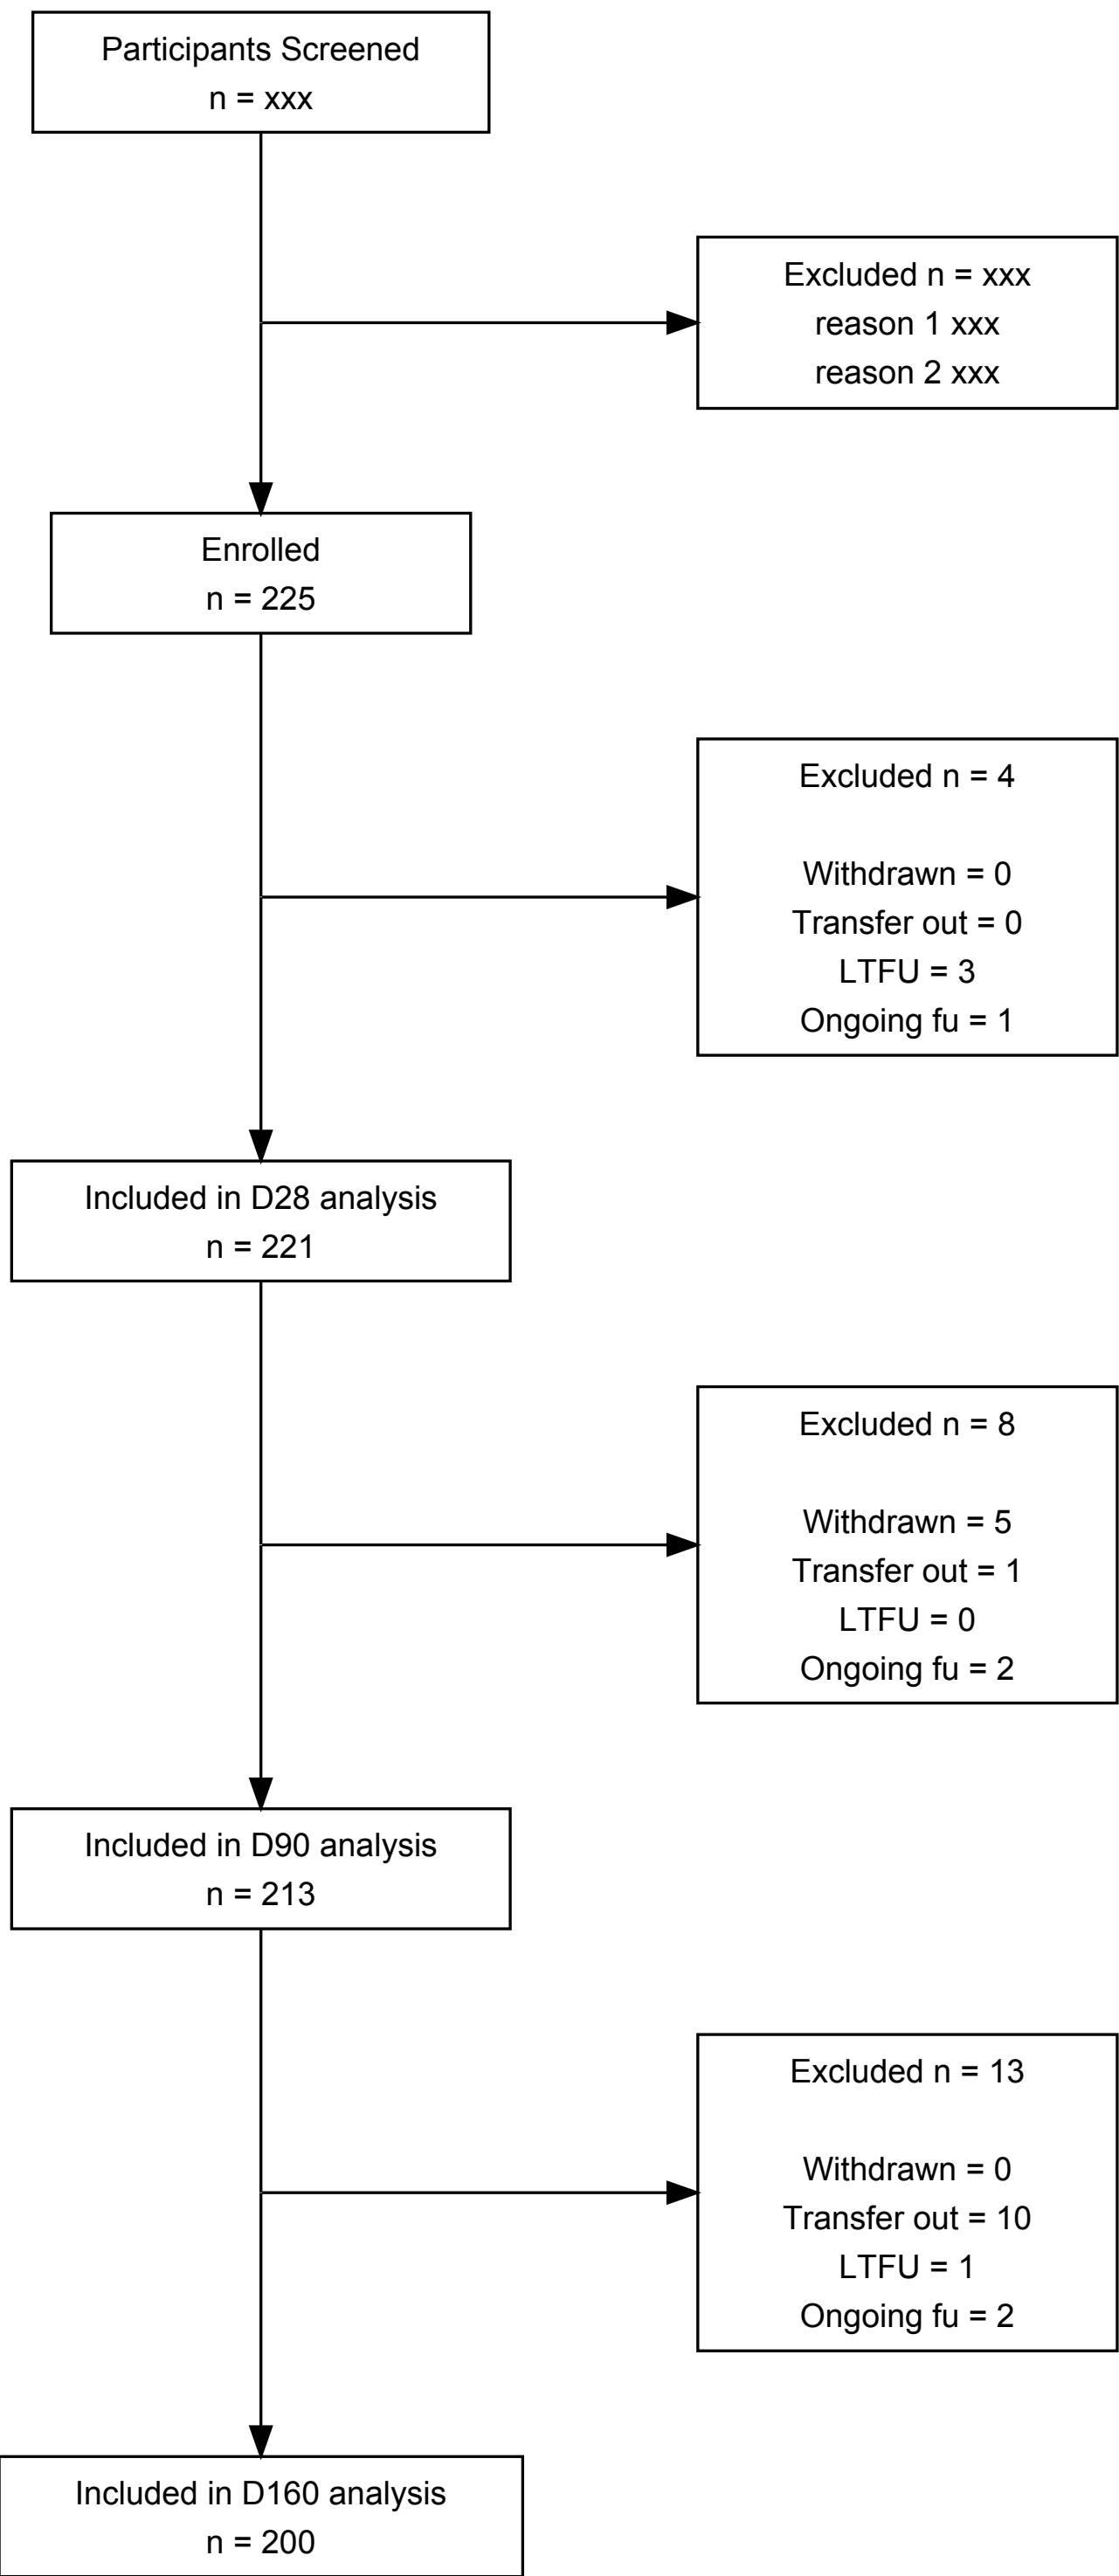 Participants Screened
n = xxx
Excluded n = xxx
reason 1 xxx
reason 2 xxx
Enrolled
n = 225
Excluded n = 4
Withdrawn = 0
Transfer out = 0
LTFU = 3
Ongoing fu = 1
Included in D28 analysis
n = 221
Excluded n = 8
Withdrawn = 5
Transfer out = 1
LTFU = 0
Ongoing fu = 2
Included in D90 analysis
n = 213
Excluded n = 13
Withdrawn = 0
Transfer out = 10
LTFU = 1
Ongoing fu = 2
Included in D160 analysis
n = 200